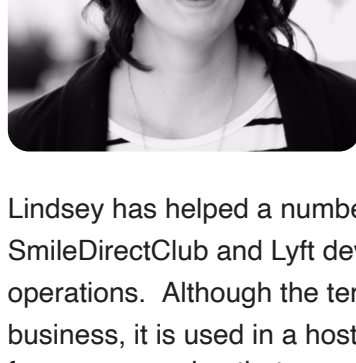 Lindsey has helped a numbe
SmileDirectClub and Lyft de
operations.  Although the te
business, it is used in a host